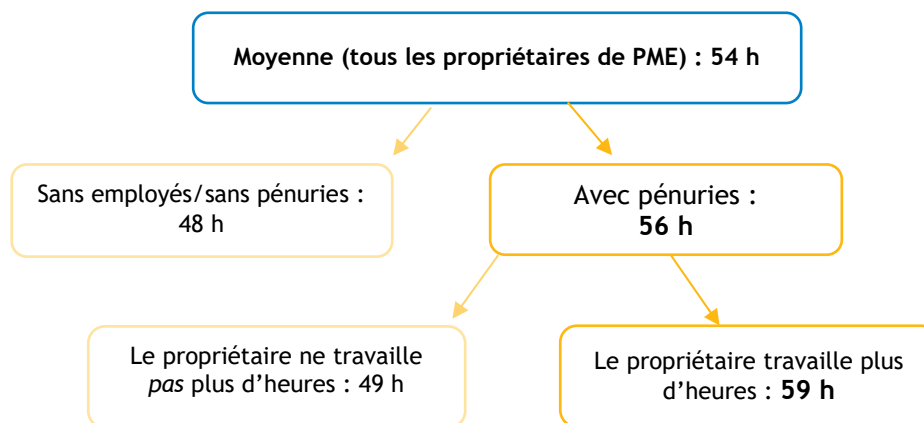 Moyenne (tous les propriétaires de PME) : 54 h
Sans employés/sans pénuries :
48 h
Avec pénuries :
56 h
Le propriétaire ne travaille
pas plus d’heures : 49 h
Le propriétaire travaille plus
d’heures : 59 h